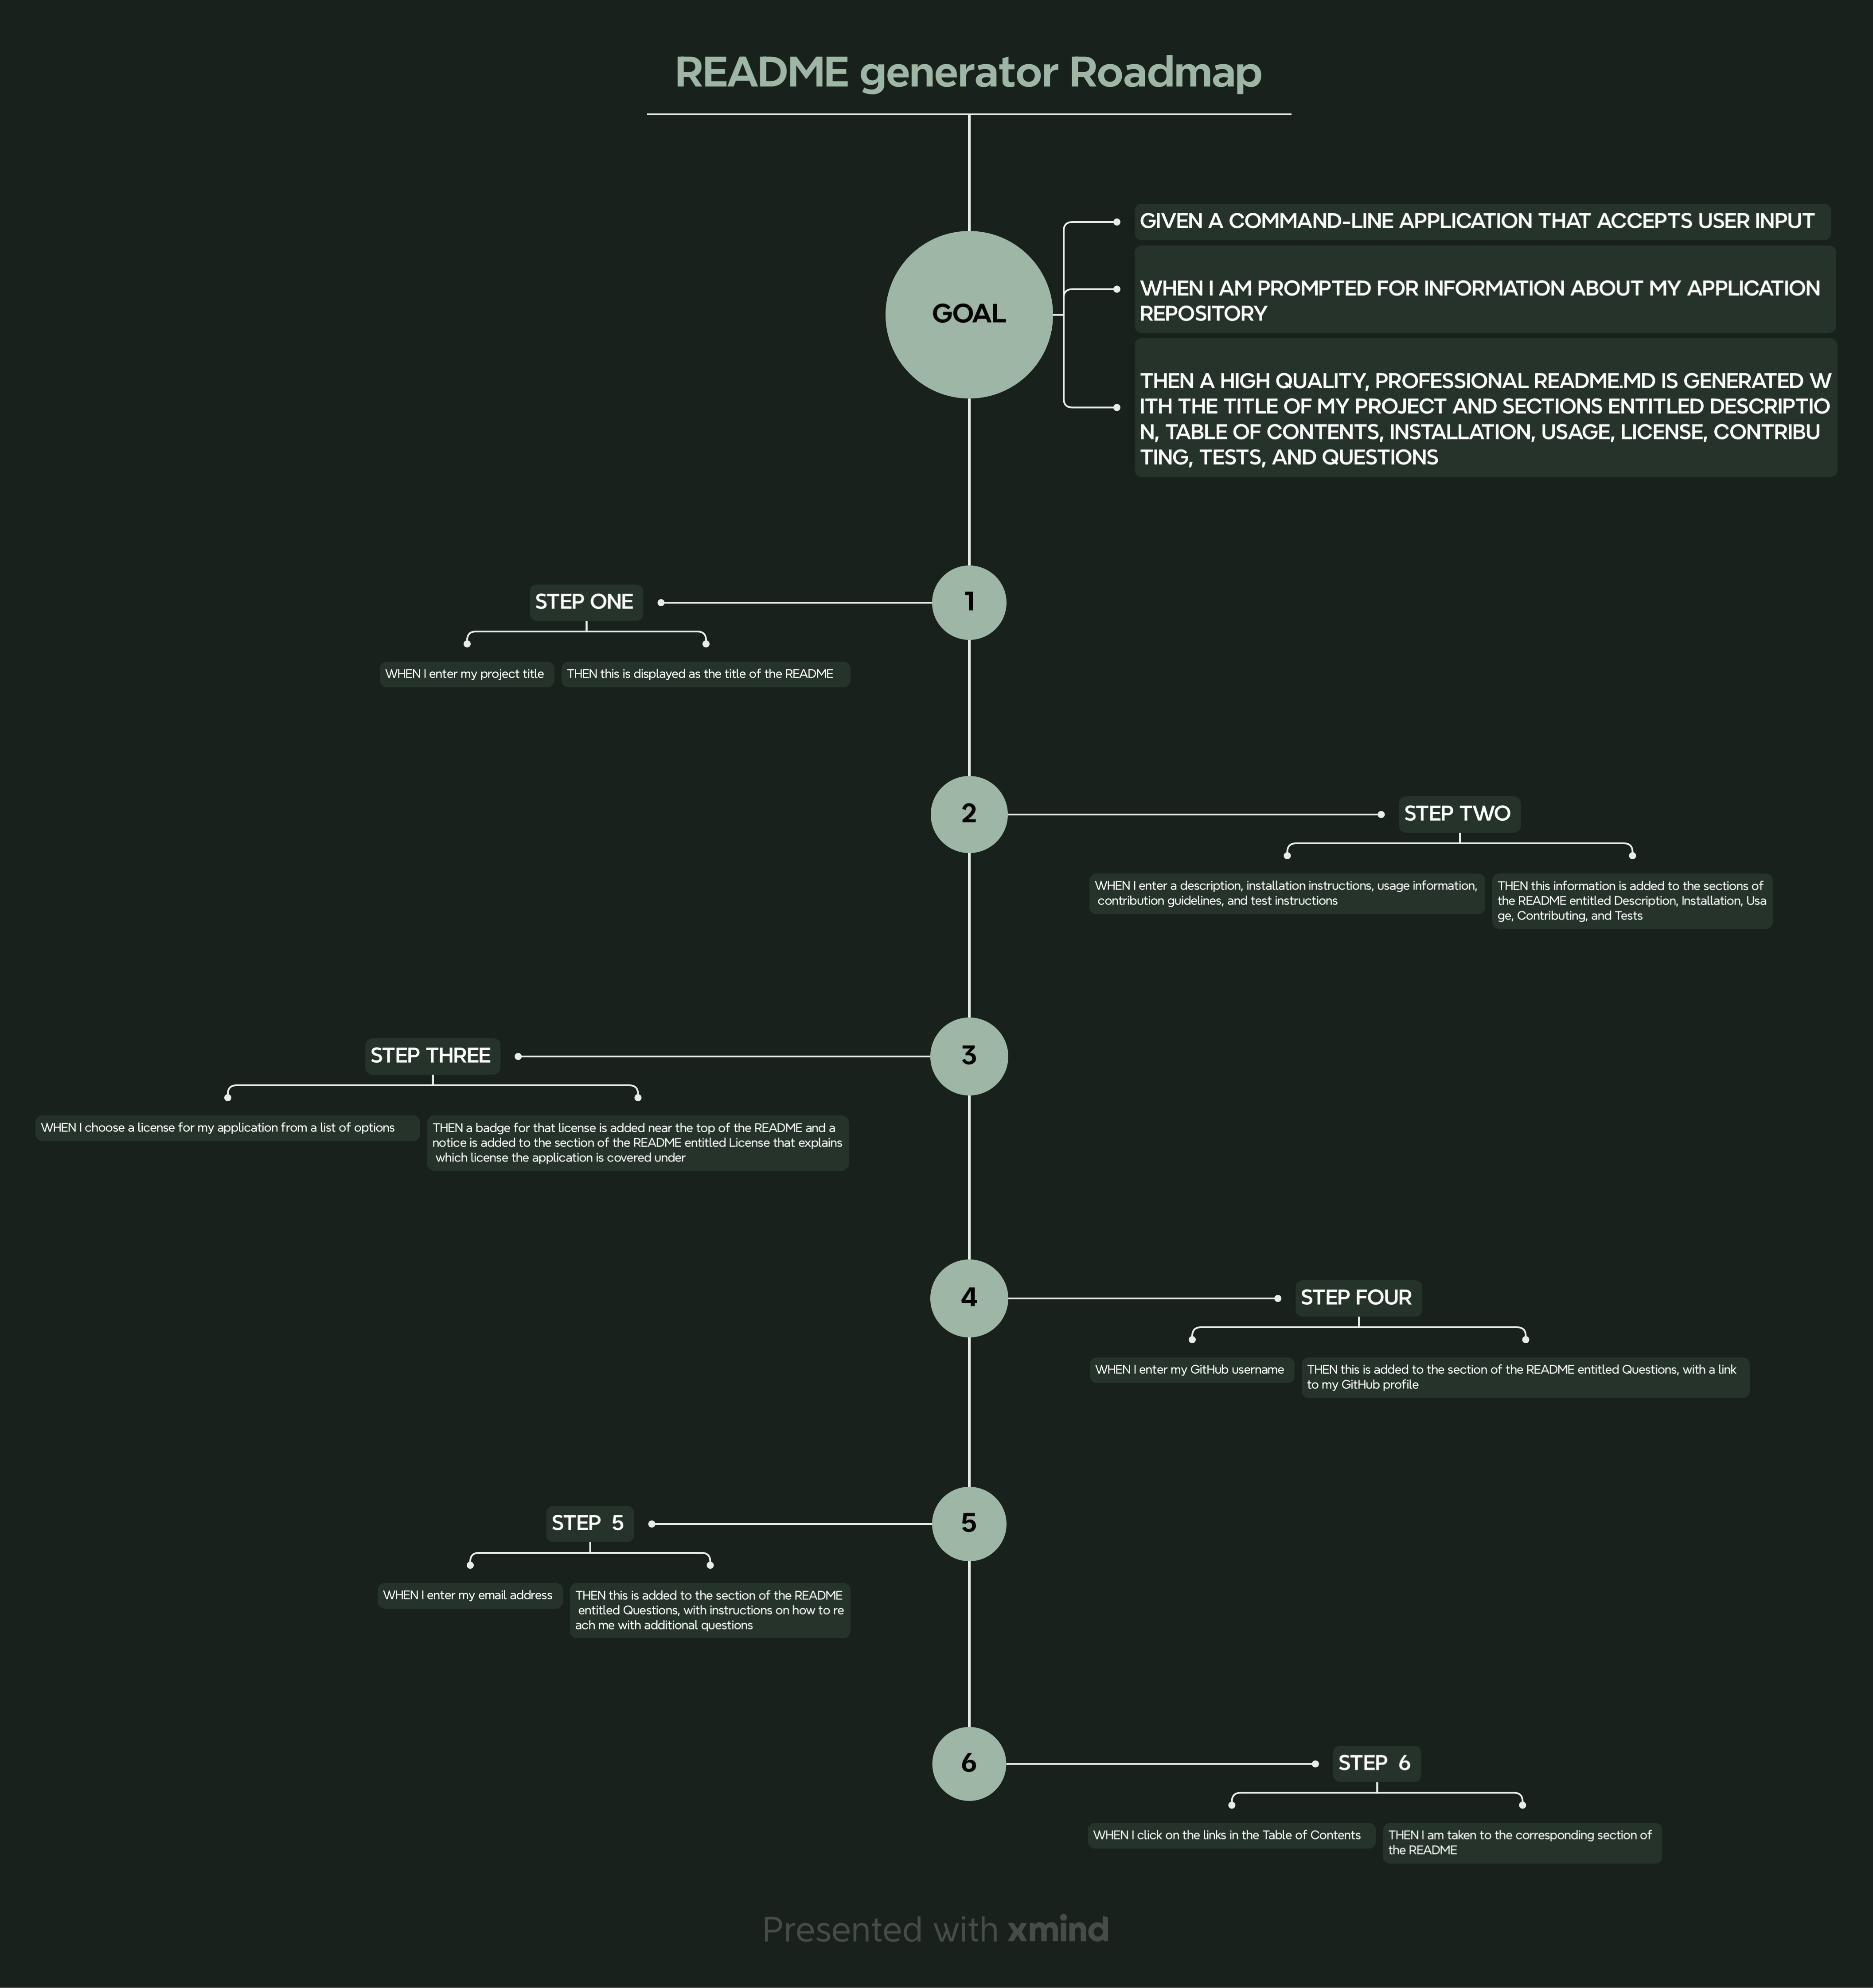 README generator Roadmap
GOAL
GIVEN A COMMAND-LINE APPLICATION THAT ACCEPTS USER INPUT
WHEN I AM PROMPTED FOR INFORMATION ABOUT MY APPLICATION
REPOSITORY
THEN A HIGH QUALITY, PROFESSIONAL README.MD IS GENERATED W
ITH THE TITLE OF MY PROJECT AND SECTIONS ENTITLED DESCRIPTIO
N, TABLE OF CONTENTS, INSTALLATION, USAGE, LICENSE, CONTRIBU
TING, TESTS, AND QUESTIONS
1
STEP ONE
WHEN I enter my project title
THEN this is displayed as the title of the README
2
STEP TWO
WHEN I enter a description, installation instructions, usage information,
contribution guidelines, and test instructions
THEN this information is added to the sections of
the README entitled Description, Installation, Usa
ge, Contributing, and Tests
3
STEP THREE
WHEN I choose a license for my application from a list of options
THEN a badge for that license is added near the top of the README and a
notice is added to the section of the README entitled License that explains
which license the application is covered under
4
STEP FOUR
WHEN I enter my GitHub username
THEN this is added to the section of the README entitled Questions, with a link
to my GitHub profile
5
STEP 5
WHEN I enter my email address
THEN this is added to the section of the README
entitled Questions, with instructions on how to re
ach me with additional questions
6
STEP 6
WHEN I click on the links in the Table of Contents
THEN I am taken to the corresponding section of
the README
Presented with xmind